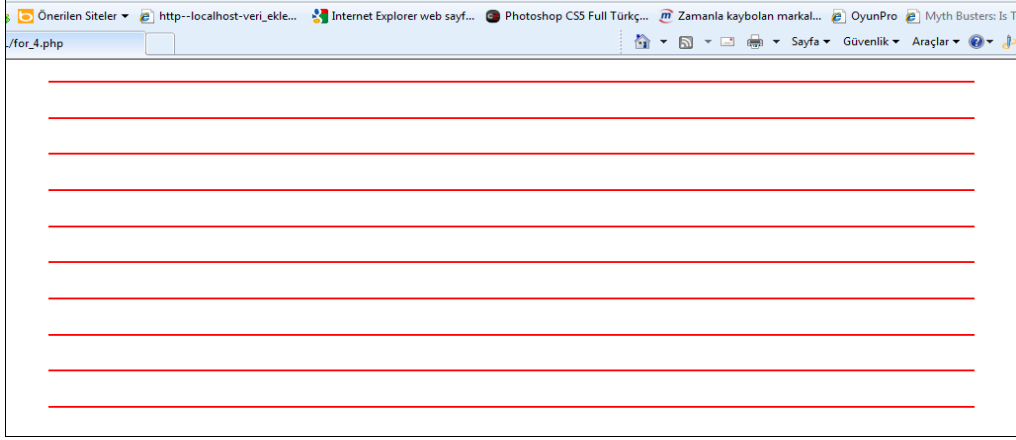 Önerilen Siteler http--localhost-veri_ekle... Internet Explorer web sayf... Photoshop CS5 Full Türkç... Zamanla kaybolan markal... OyunPro Myth Busters: Is T
./for_4.php Sayfa Güvenlik Araçlar